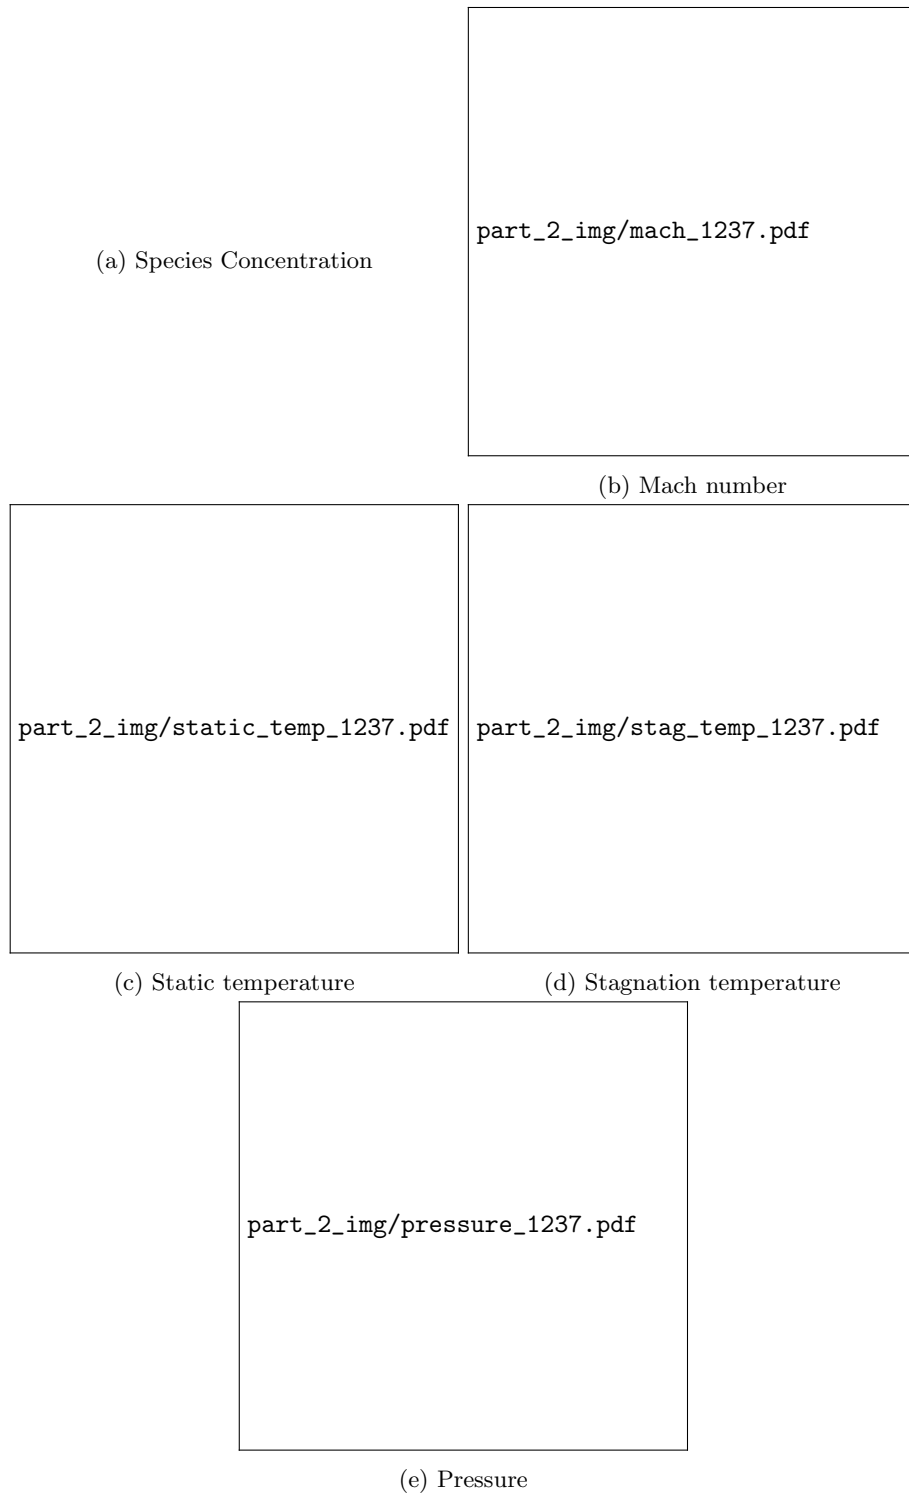 (a) Species Concentration
part_2_img/mach_1237.pdf
(b) Mach number
part_2_img/static_temp_1237.pdf
(c) Static temperature
part_2_img/stag_temp_1237.pdf
(d) Stagnation temperature
part_2_img/pressure_1237.pdf
(e) Pressure